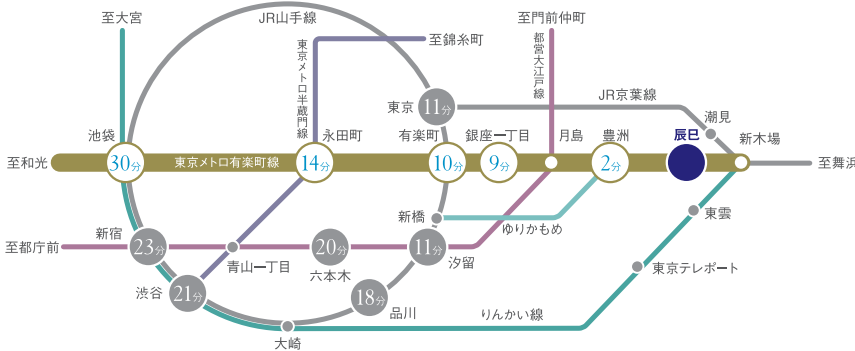 JR山手線
至大宮
至門前仲町
至錦糸町
東京メトロ半蔵門線
都営大江戸線
JR京葉線
東京
11分
潮見
池袋
永田町
有楽町
銀座一丁目
月島
豊洲
辰巳
新木場
至和光
30分
東京メトロ有楽町線
14分
10分
9分
2分
至舞浜
新橋
ゆりかもめ
東雲
新宿
至都庁前
23分
青山一丁目
20分
六本木
11分
汐留
東京テレポート
渋谷
21分
18分
品川
りんかい線
大崎